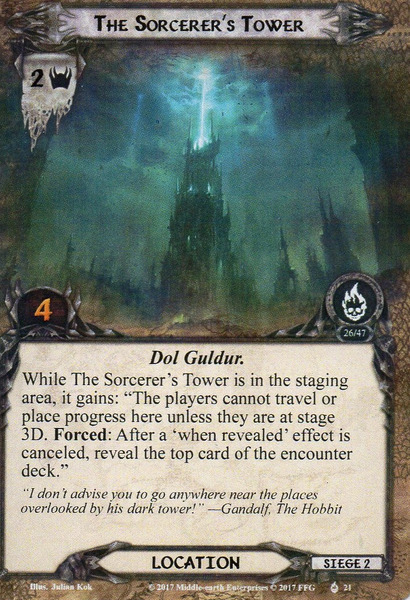 The Sorcerer's Tower
2
4
26/47
Dol Guldur.
While The Sorcerer's Tower is in the staging
area, it gains: “The players cannot travel or
place progress here unless they are at stage
3D. Forced: After a ‘when revealed’ effect is
canceled, reveal the top card of the encounter
deck.”
“I don't advise you to go anywhere near the places
overlooked by his dark tower!” —Gandalf, The Hobbit
LOCATION
SIEGE 2
Illus. Julian Kok
© 2017 Middle-earth Enterprises © 2017 FFG
21